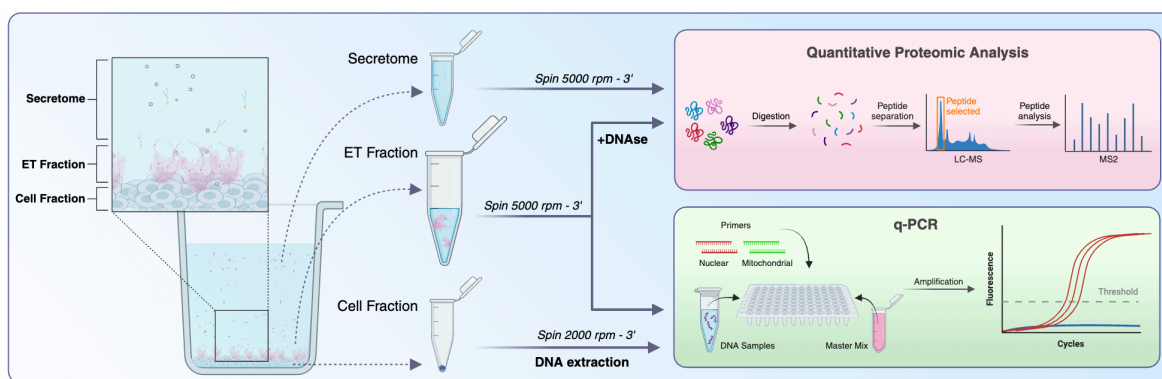 Secretome
ET Fraction
Cell Fraction
Secretome
ET Fraction
Cell Fraction
Spin 5000 rpm - 3'
Spin 5000 rpm - 3'
+DNAse
Spin 2000 rpm - 3'
DNA extraction
Quantitative Proteomic Analysis
Digestion
Peptide
separation
Peptide
selected
LC-MS
Peptide
analysis
MS2
q-PCR
Primers
Nuclear
Mitochondrial
DNA Samples
Master Mix
Amplification
Fluorescence
Threshold
Cycles